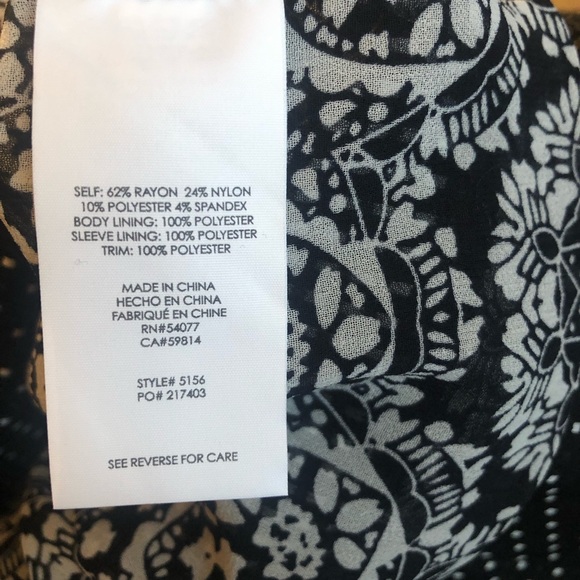 SELF: 62% RAYON 24% NYLON
10% POLYESTER 4% SPANDEX
BODY LINING: 100% POLYESTER
SLEEVE LINING: 100% POLYESTER
TRIM: 100% POLYESTER
MADE IN CHINA
HECHO EN CHINA
FABRIQUÉ EN CHINE
RN#54077
CA#59814
STYLE# 5156
PO# 217403
SEE REVERSE FOR CARE